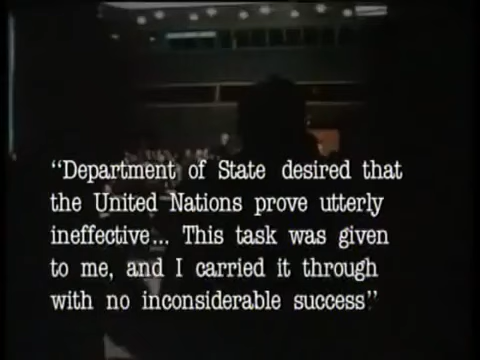 “Department of State desired that
the United Nations prove utterly
ineffective... This task was given
to me, and I carried it through
with no inconsiderable success”